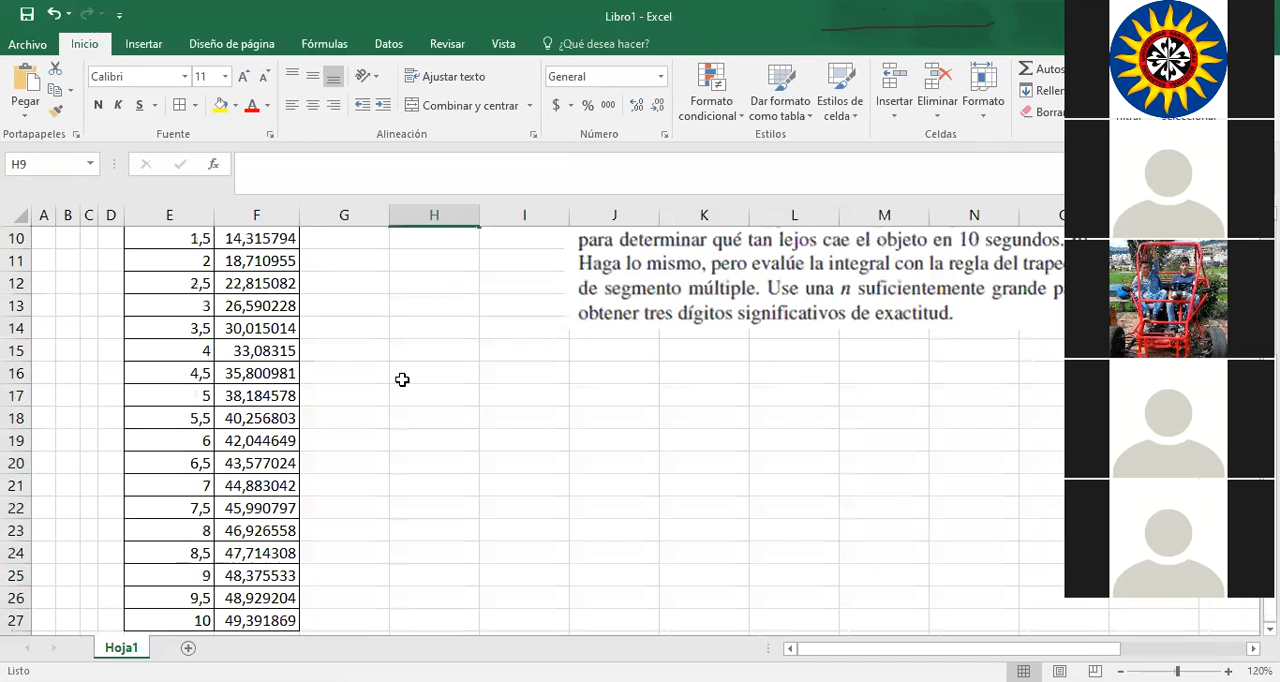 Libro1 - Excel
Archivo
Inicio
Insertar
Diseño de página
Fórmulas
Datos
Revisar
Vista
¿Qué desea hacer?
Pegar
Calibri
11
N K S
Ajustar texto
Combinar y centrar
General
$ % 000
Formato
condicional
Dar formato
como tabla
Estilos de
celda
Insertar
Eliminar
Formato
Autos
Rellen
Borra
Portapapeles
Fuente
Alineación
Número
Estilos
Celdas
H9
fx
A B C D E F G H I J K L M N
10 1,5 14,315794
11 2 18,710955
12 2,5 22,815082
13 3 26,590228
14 3,5 30,015014
15 4 33,08315
16 4,5 35,800981
17 5 38,184578
18 5,5 40,256803
19 6 42,044649
20 6,5 43,577024
21 7 44,883042
22 7,5 45,990797
23 8 46,926558
24 8,5 47,714308
25 9 48,375533
26 9,5 48,929204
27 10 49,391869
para determinar qué tan lejos cae el objeto en 10 segundos.
Haga lo mismo, pero evalúe la integral con la regla del trape
de segmento múltiple. Use una n suficientemente grande p
obtener tres dígitos significativos de exactitud.
Hoja1
Listo
120%